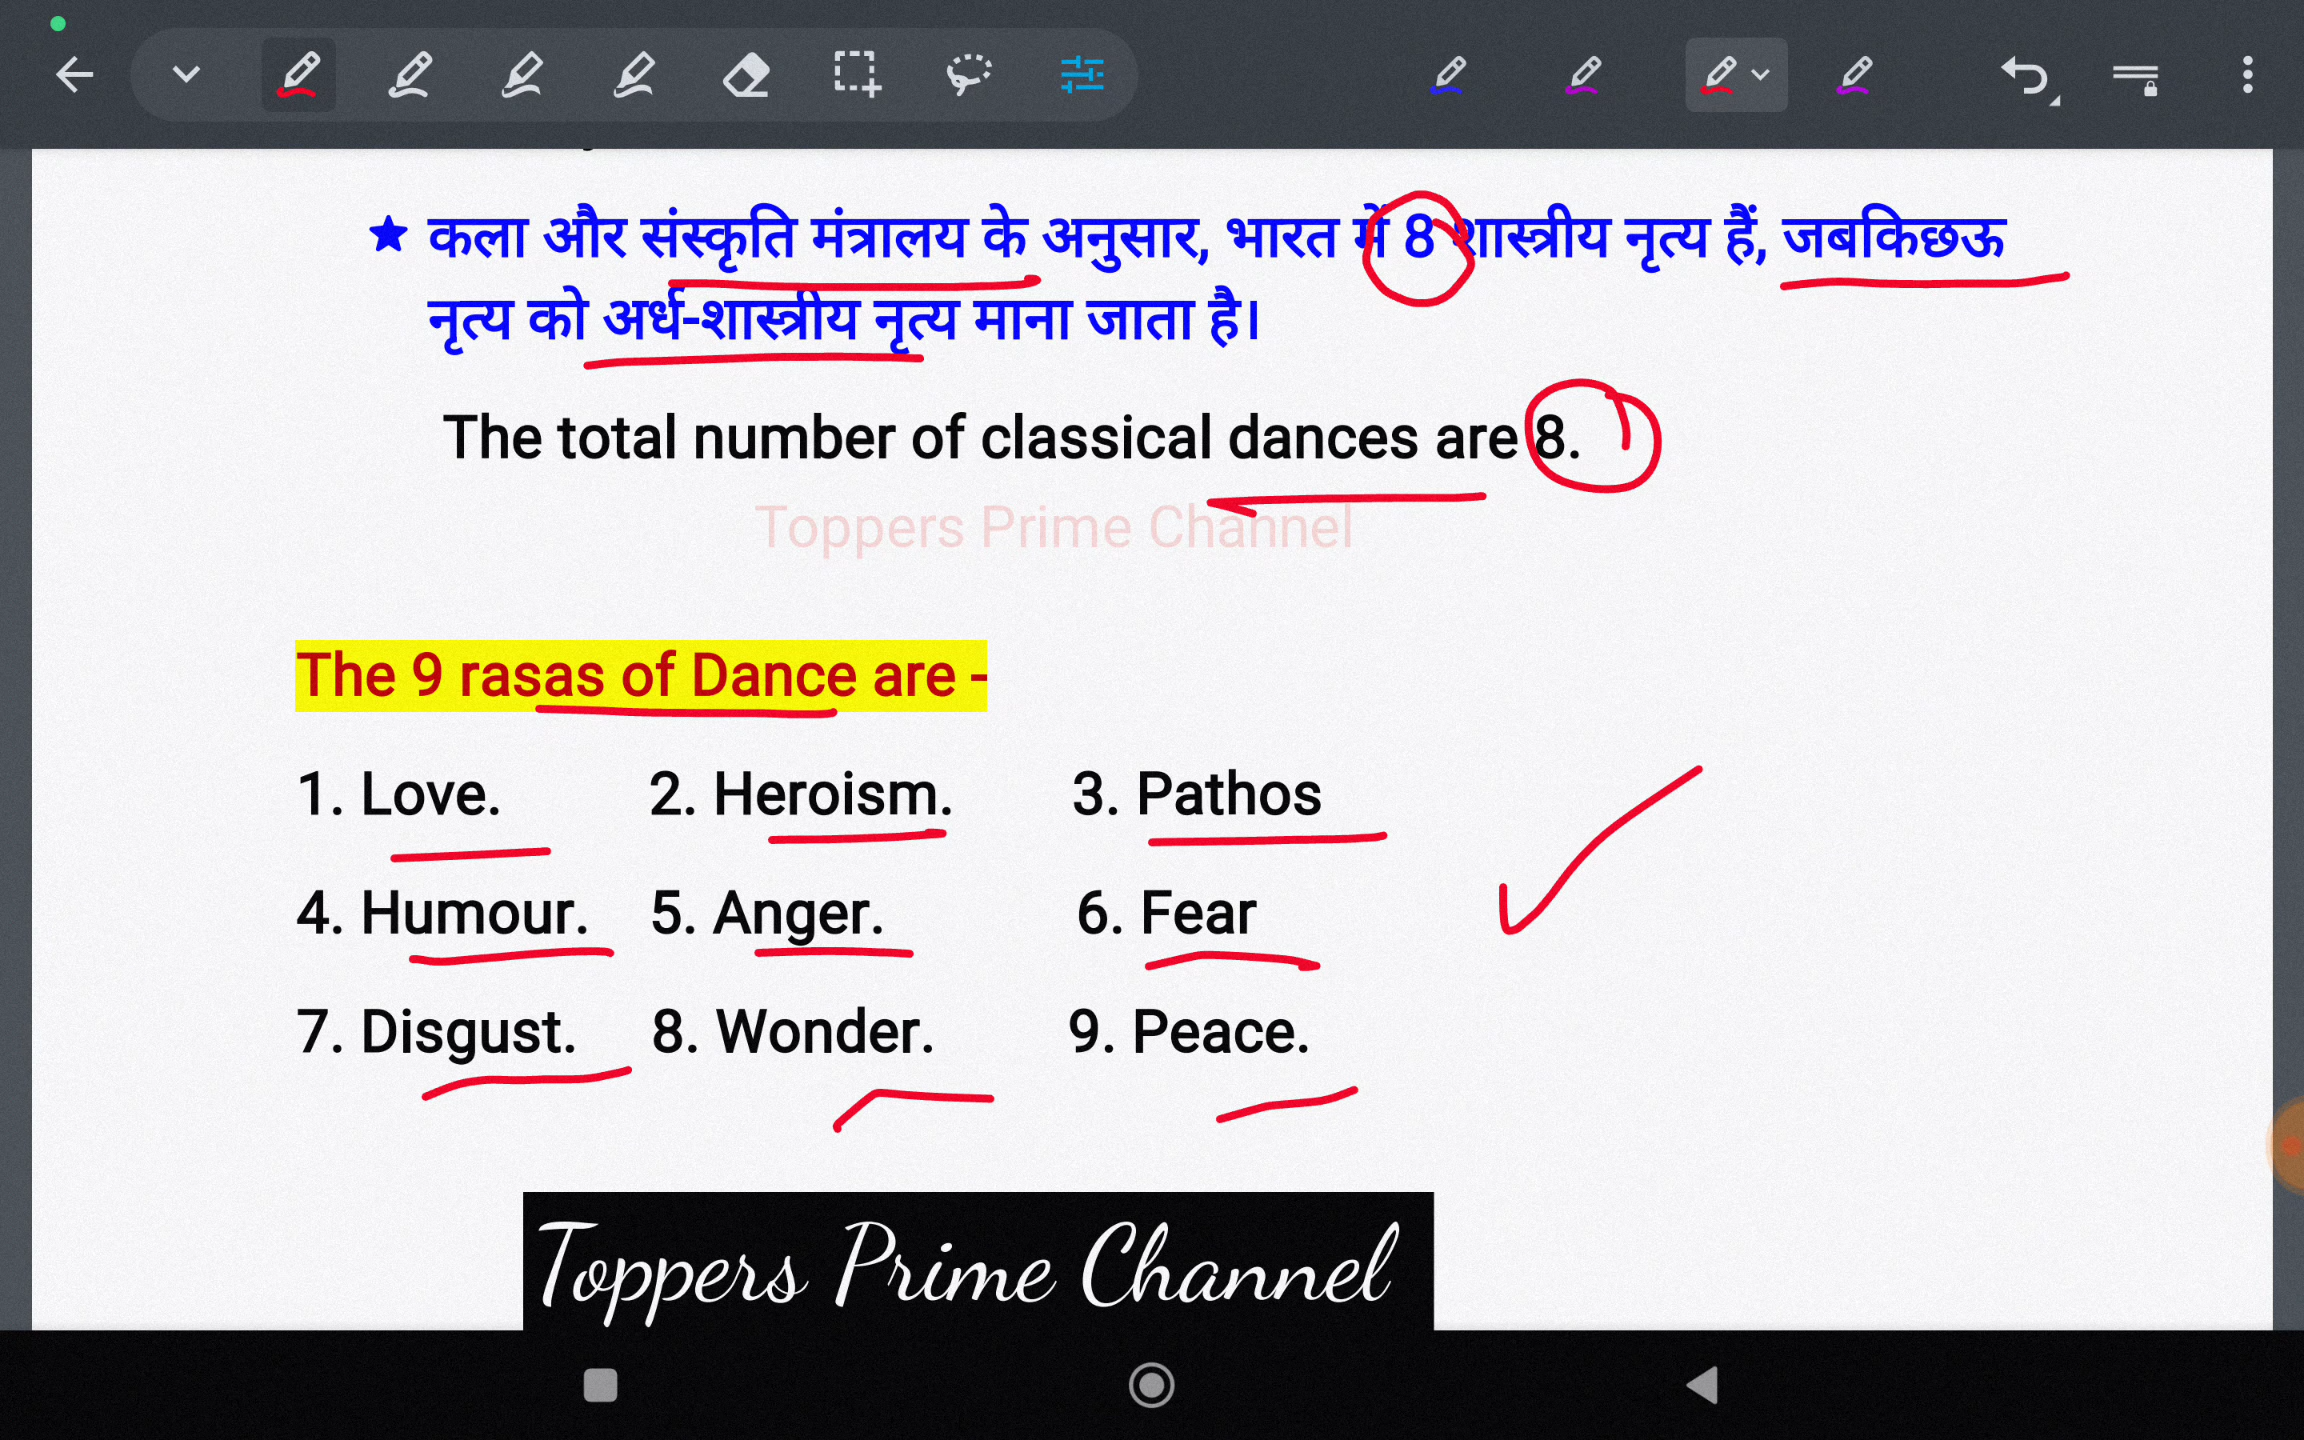 ★ कला और संस्कृति मंत्रालय के अनुसार, भारत में 8 शास्त्रीय नृत्य हैं, जबकिछऊ
नृत्य को अर्ध-शास्त्रीय नृत्य माना जाता है।
The total number of classical dances are 8.
Toppers Prime Channel
The 9 rasas of Dance are -
1. Love. 2. Heroism. 3. Pathos
4. Humour. 5. Anger. 6. Fear
7. Disgust. 8. Wonder. 9. Peace.
Toppers Prime Channel